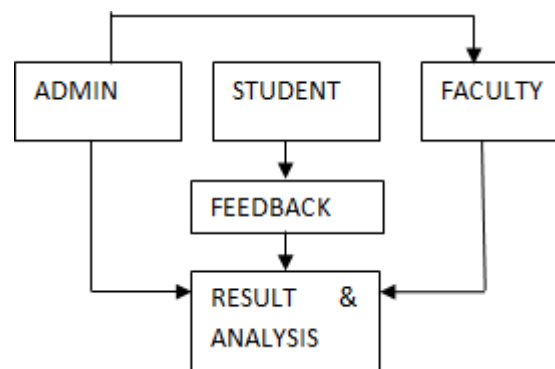 ADMIN
STUDENT
FACULTY
FEEDBACK
RESULT &
ANALYSIS